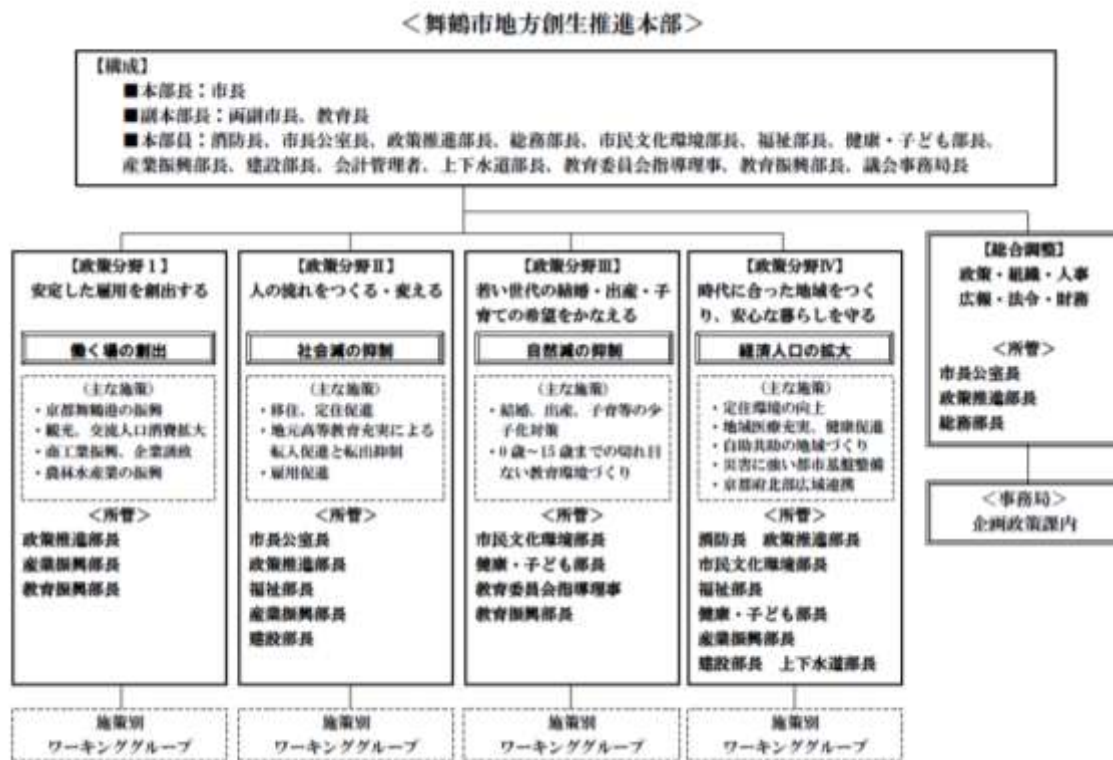 ＜舞鶴市地方創生推進本部＞
【構成】
■本部長：市長
■副本部長：両副市長、教育長
■本部員：消防長、市長公室長、政策推進部長、総務部長、市民文化環境部長、福祉部長、健康・子ども部長、
産業振興部長、建設部長、会計管理者、上下水道部長、教育委員会指導理事、教育振興部長、議会事務局長
【政策分野Ⅰ】
安定した雇用を創出する
働く場の創出
（主な施策）
・京都舞鶴港の振興
・観光、交流人口消費拡大
・商工業振興、企業誘致
・農林水産業の振興
＜所管＞
政策推進部長
産業振興部長
教育振興部長
施策別
ワーキンググループ
【政策分野Ⅱ】
人の流れをつくる・変える
社会減の抑制
（主な施策）
・移住、定住促進
・地元高等教育充実による
転入促進と転出抑制
・雇用促進
＜所管＞
市長公室長
政策推進部長
福祉部長
産業振興部長
建設部長
施策別
ワーキンググループ
【政策分野Ⅲ】
若い世代の結婚・出産・子
育ての希望をかなえる
自然減の抑制
（主な施策）
・結婚、出産、子育等の少
子化対策
・0歳～15歳までの切れ目
ない教育環境づくり
＜所管＞
市民文化環境部長
健康・子ども部長
教育委員会指導理事
教育振興部長
施策別
ワーキンググループ
【政策分野Ⅳ】
時代に合った地域をつく
り、安心な暮らしを守る
経済人口の拡大
（主な施策）
・定住環境の向上
・地域医療充実、健康促進
・自助共助の地域づくり
・災害に強い都市基盤整備
・京都府北部広域連携
＜所管＞
消防長　政策推進部長
市民文化環境部長
福祉部長
健康・子ども部長
産業振興部長
建設部長　上下水道部長
施策別
ワーキンググループ
【総合調整】
政策・組織・人事
広報・法令・財務
＜所管＞
市長公室長
政策推進部長
総務部長
＜事務局＞
企画政策課内